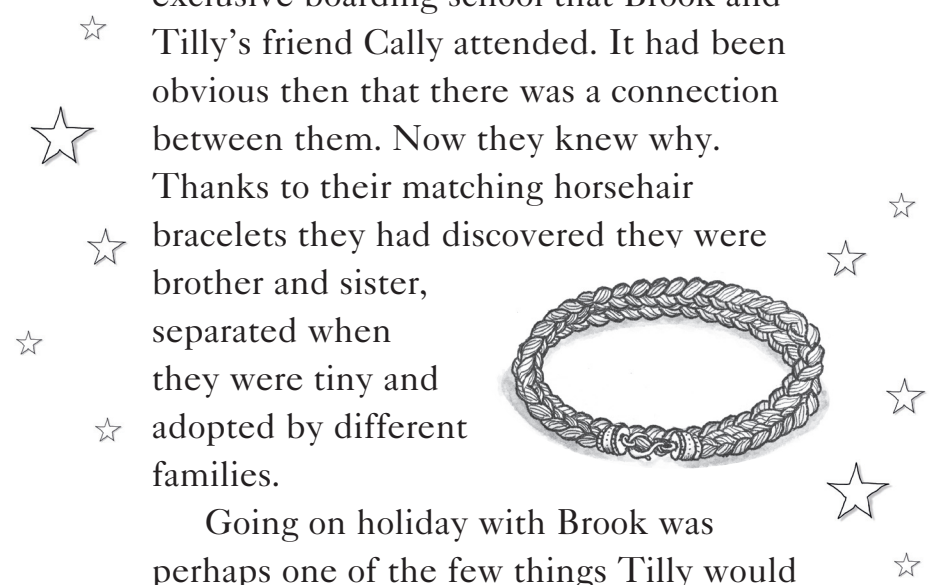 exclusive boarding school that Brook and
Tilly’s friend Cally attended. It had been
obvious then that there was a connection
between them. Now they knew why.
Thanks to their matching horsehair
bracelets they had discovered they were
brother and sister,
separated when
they were tiny and
adopted by different
families.
Going on holiday with Brook was
perhaps one of the few things Tilly would